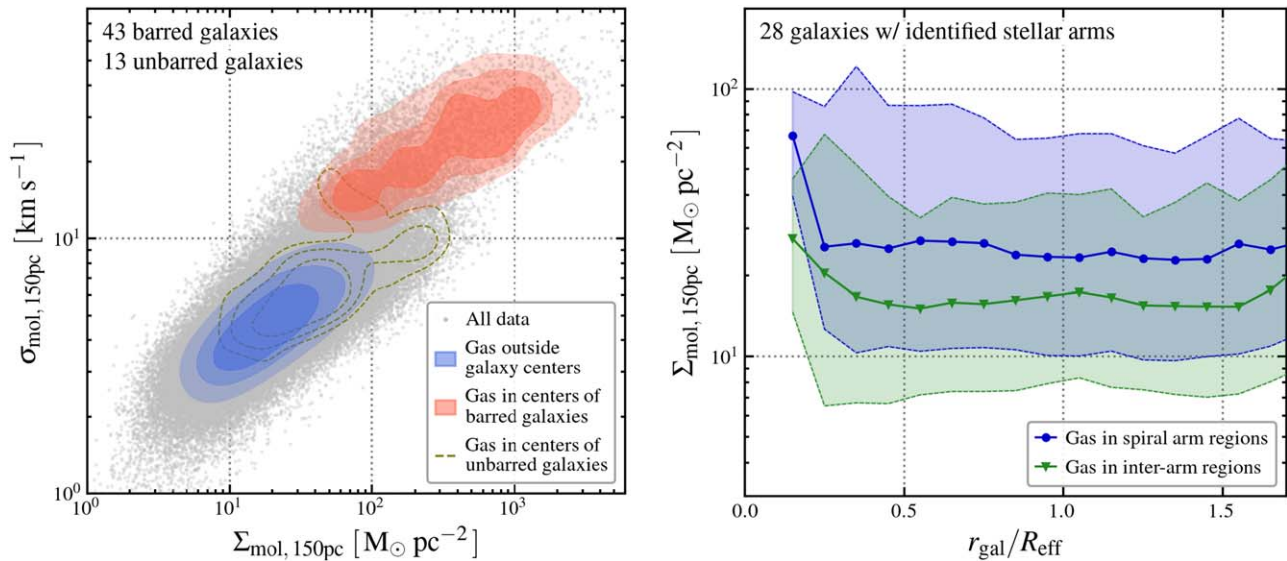 43 barred galaxies
13 unbarred galaxies
σmol, 150pc [km s⁻¹]
10¹
10⁰
All data
Gas outside
galaxy centers
Gas in centers of
barred galaxies
Gas in centers of
unbarred galaxies
10⁰ 10¹ 10² 10³
Σmol, 150pc [M⊙ pc⁻²]
28 galaxies w/ identified stellar arms
Σmol, 150pc [M⊙ pc⁻²]
10²
10¹
Gas in spiral arm regions
Gas in inter-arm regions
0.0 0.5 1.0 1.5
rgal/Reff